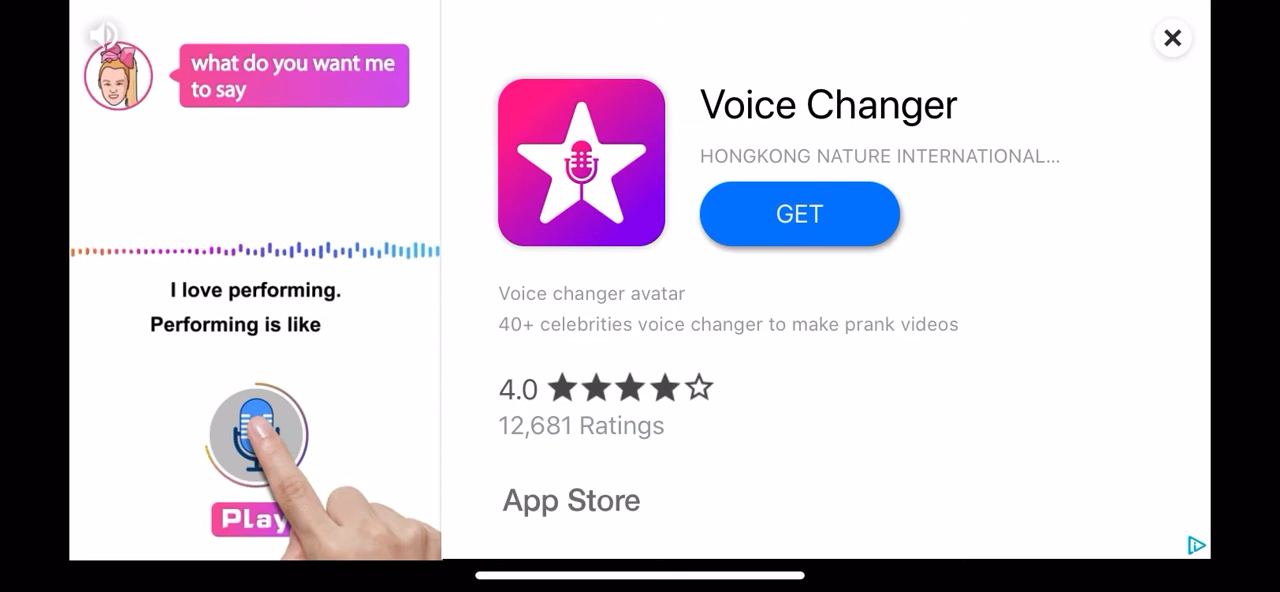 what do you want me
to say
I love performing.
Performing is like
Play
Voice Changer
HONGKONG NATURE INTERNATIONAL...
GET
Voice changer avatar
40+ celebrities voice changer to make prank videos
4.0
12,681 Ratings
App Store